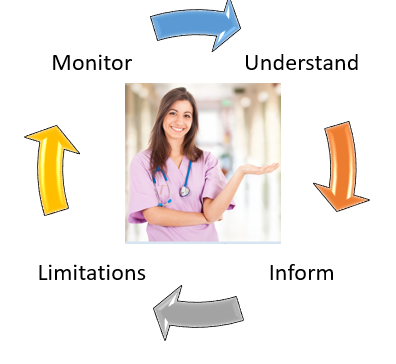 Monitor
Understand
Limitations
Inform